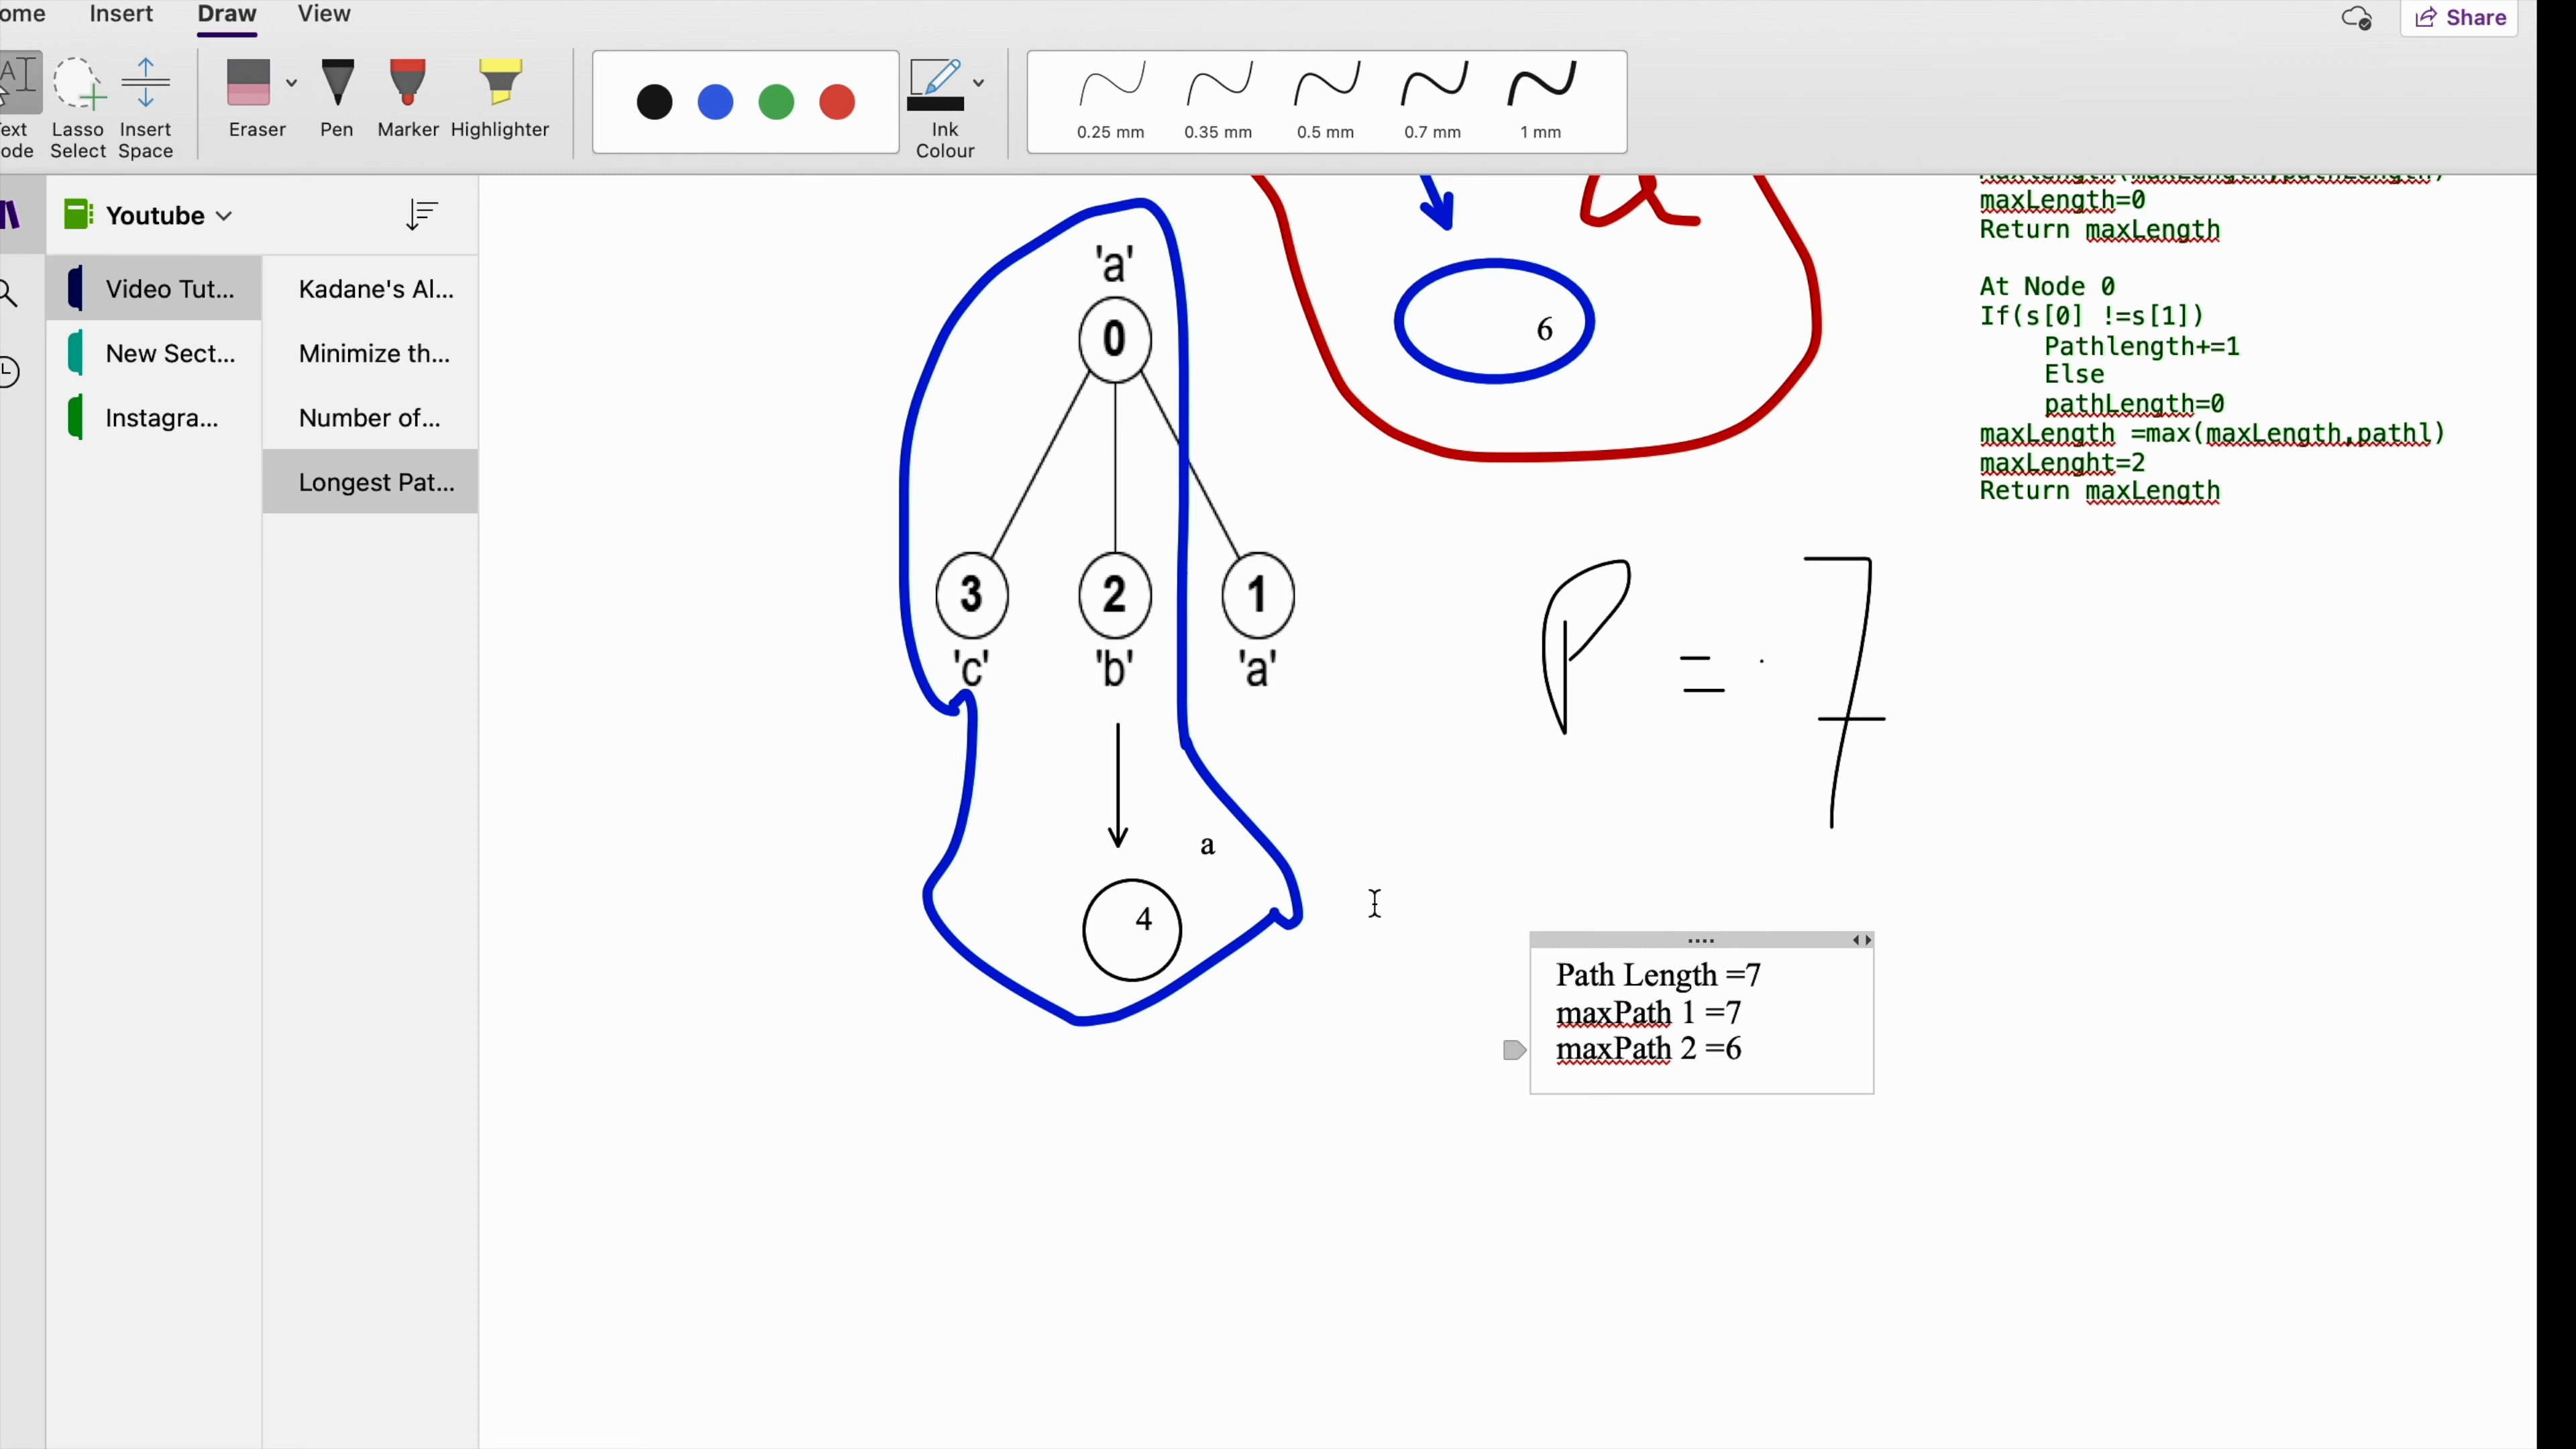 ome Insert Draw View
Share
ext
ode
Lasso
Select
Insert
Space
Eraser
Pen
Marker
Highlighter
Ink
Colour
0.25 mm
0.35 mm
0.5 mm
0.7 mm
1 mm
Youtube
Video Tut...
New Sect...
Instagra...
Kadane's Al...
Minimize th...
Number of...
Longest Pat...
'a'
0
3
2
1
'c'
'b'
'a'
a
4
a
6
P = 7
Path Length =7
maxPath 1 =7
maxPath 2 =6
maxLength=0
Return maxLength
At Node 0
If(s[0] !=s[1])
Pathlength+=1
Else
pathLength=0
maxLength =max(maxLength,pathl)
maxLenght=2
Return maxLength